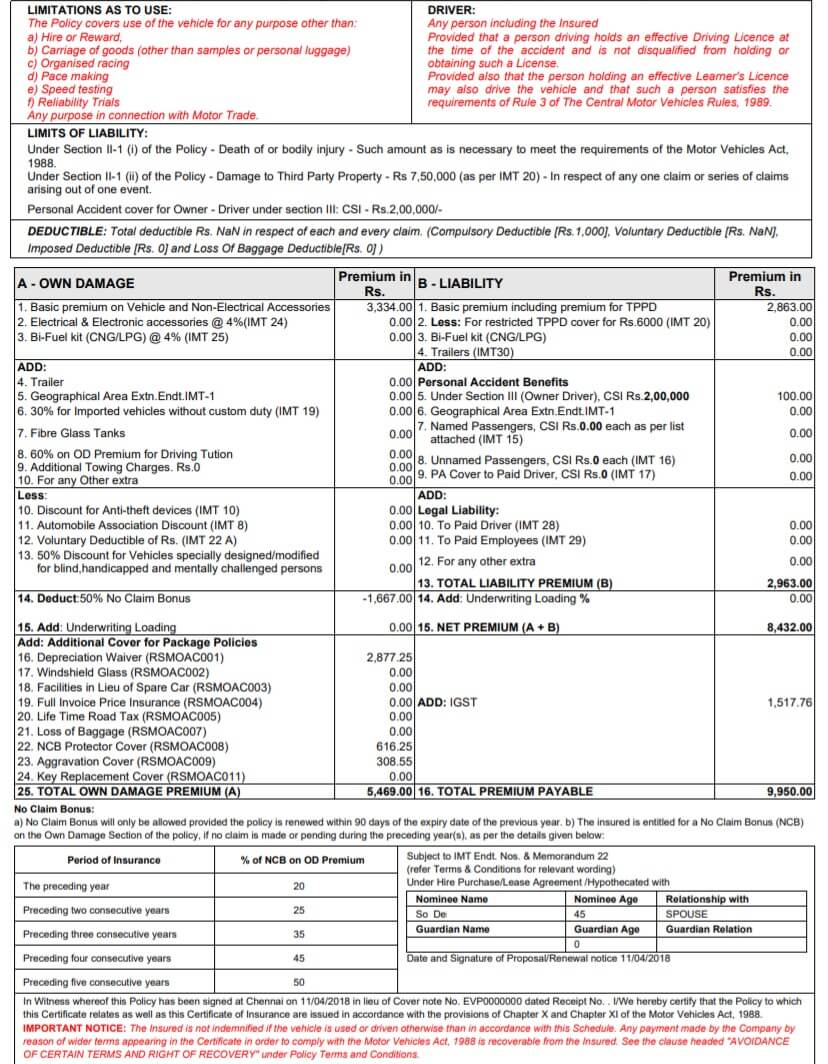 LIMITATIONS AS TO USE:
The Policy covers use of the vehicle for any purpose other than:
a) Hire or Reward,
b) Carriage of goods (other than samples or personal luggage)
c) Organised racing
d) Pace making
e) Speed testing
f) Reliability Trials
Any purpose in connection with Motor Trade.
DRIVER:
Any person including the Insured
Provided that a person driving holds an effective Driving Licence at
the time of the accident and is not disqualified from holding or
obtaining such a License.
Provided also that the person holding an effective Learner's Licence
may also drive the vehicle and that such a person satisfies the
requirements of Rule 3 of The Central Motor Vehicles Rules, 1989.
LIMITS OF LIABILITY:
Under Section II-1 (i) of the Policy - Death of or bodily injury - Such amount as is necessary to meet the requirements of the Motor Vehicles Act,
1988.
Under Section II-1 (ii) of the Policy - Damage to Third Party Property - Rs 7,50,000 (as per IMT 20) - In respect of any one claim or series of claims
arising out of one event.
Personal Accident cover for Owner - Driver under section III: CSI - Rs.2,00,000/-
DEDUCTIBLE: Total deductible Rs. NaN in respect of each and every claim. (Compulsory Deductible [Rs.1,000], Voluntary Deductible [Rs. NaN],
Imposed Deductible [Rs. 0] and Loss Of Baggage Deductible[Rs. 0] )
A - OWN DAMAGE Premium in Rs.
1. Basic premium on Vehicle and Non-Electrical Accessories 3,334.00
2. Electrical & Electronic accessories @ 4%(IMT 24) 0.00
3. Bi-Fuel kit (CNG/LPG) @ 4% (IMT 25) 0.00
ADD:
4. Trailer 0.00
5. Geographical Area Extn.Endt.IMT-1 0.00
6. 30% for Imported vehicles without custom duty (IMT 19) 0.00
7. Fibre Glass Tanks 0.00
8. 60% on OD Premium for Driving Tution 0.00
9. Additional Towing Charges. Rs.0 0.00
10. For any Other extra 0.00
Less:
10. Discount for Anti-theft devices (IMT 10) 0.00
11. Automobile Association Discount (IMT 8) 0.00
12. Voluntary Deductible of Rs. (IMT 22 A) 0.00
13. 50% Discount for Vehicles specially designed/modified
for blind,handicapped and mentally challenged persons 0.00
14. Deduct:50% No Claim Bonus -1,667.00
15. Add: Underwriting Loading 0.00
Add: Additional Cover for Package Policies
16. Depreciation Waiver (RSMOAC001) 2,877.25
17. Windshield Glass (RSMOAC002) 0.00
18. Facilities in Lieu of Spare Car (RSMOAC003) 0.00
19. Full Invoice Price Insurance (RSMOAC004) 0.00
20. Life Time Road Tax (RSMOAC005) 0.00
21. Loss of Baggage (RSMOAC007) 0.00
22. NCB Protector Cover (RSMOAC008) 616.25
23. Aggravation Cover (RSMOAC009) 308.55
24. Key Replacement Cover (RSMOAC011) 0.00
25. TOTAL OWN DAMAGE PREMIUM (A) 5,469.00
B - LIABILITY Premium in Rs.
1. Basic premium including premium for TPPD 2,863.00
2. Less: For restricted TPPD cover for Rs.6000 (IMT 20) 0.00
3. Bi-Fuel kit (CNG/LPG) 0.00
4. Trailers (IMT30) 0.00
ADD:
Personal Accident Benefits
5. Under Section III (Owner Driver), CSI Rs.2,00,000 100.00
6. Geographical Area Extn.Endt.IMT-1 0.00
7. Named Passengers, CSI Rs.0.00 each as per list
attached (IMT 15) 0.00
8. Unnamed Passengers, CSI Rs.0 each (IMT 16) 0.00
9. PA Cover to Paid Driver, CSI Rs.0 (IMT 17) 0.00
ADD:
Legal Liability:
10. To Paid Driver (IMT 28) 0.00
11. To Paid Employees (IMT 29) 0.00
12. For any other extra 0.00
13. TOTAL LIABILITY PREMIUM (B) 2,963.00
14. Add: Underwriting Loading % 0.00
15. NET PREMIUM (A + B) 8,432.00
ADD: IGST 1,517.76
16. TOTAL PREMIUM PAYABLE 9,950.00
No Claim Bonus:
a) No Claim Bonus will only be allowed provided the policy is renewed within 90 days of the expiry date of the previous year. b) The insured is entitled for a No Claim Bonus (NCB)
on the Own Damage Section of the policy, if no claim is made or pending during the preceding year(s), as per the details given below:
Period of Insurance % of NCB on OD Premium
The preceding year 20
Preceding two consecutive years 25
Preceding three consecutive years 35
Preceding four consecutive years 45
Preceding five consecutive years 50
Subject to IMT Endt. Nos. & Memorandum 22
(refer Terms & Conditions for relevant wording)
Under Hire Purchase/Lease Agreement /Hypothecated with
Nominee Name Nominee Age Relationship with
So De 45 SPOUSE
Guardian Name Guardian Age Guardian Relation
0
Date and Signature of Proposal/Renewal notice 11/04/2018
In Witness whereof this Policy has been signed at Chennai on 11/04/2018 in lieu of Cover note No. EVP0000000 dated Receipt No. . I/We hereby certify that the Policy to which
this Certificate relates as well as this Certificate of Insurance are issued in accordance with the provisions of Chapter X and Chapter XI of the Motor Vehicles Act, 1988.
IMPORTANT NOTICE: The Insured is not indemnified if the vehicle is used or driven otherwise than in accordance with this Schedule. Any payment made by the Company by
reason of wider terms appearing in the Certificate in order to comply with the Motor Vehicles Act, 1988 is recoverable from the Insured. See the clause headed "AVOIDANCE
OF CERTAIN TERMS AND RIGHT OF RECOVERY" under Policy Terms and Conditions.